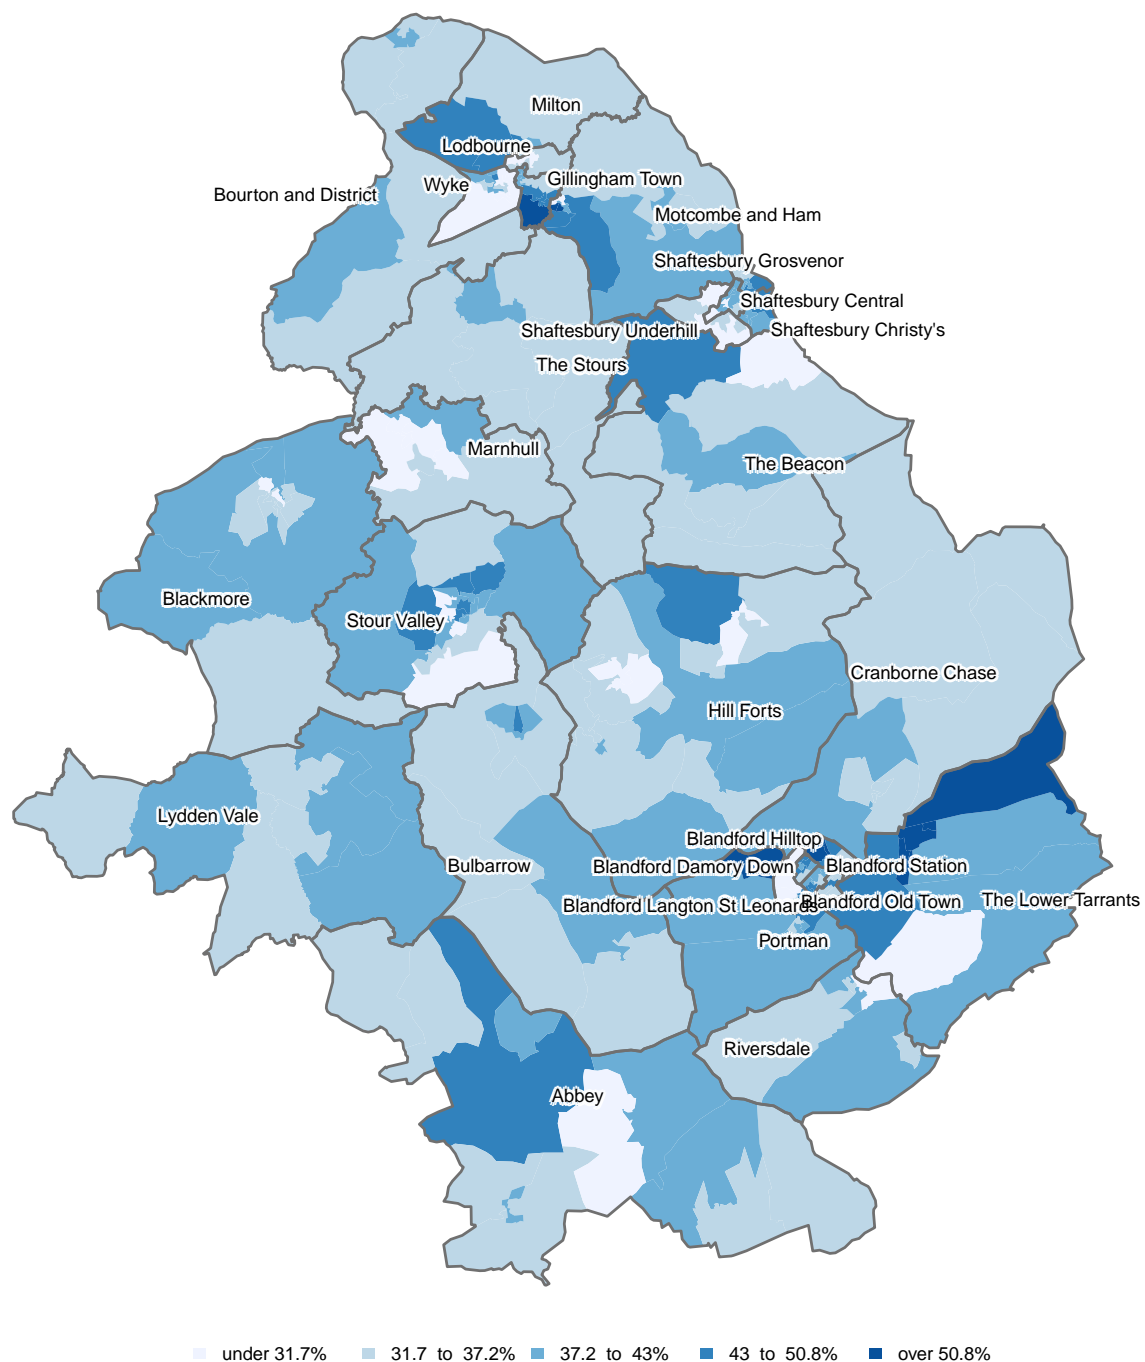 Milton
Lodbourne
Gillingham Town
Wyke
Bourton and District
Motcombe and Ham
Shaftesbury Grosvenor
Shaftesbury Central
Shaftesbury Underhill
Shaftesbury Christy's
The Stours
Marnhull
The Beacon
Blackmore
Stour Valley
Cranborne Chase
Hill Forts
Lydden Vale
Blandford Hilltop
Bulbarrow
Blandford Damory Down
Blandford Station
Blandford Langton St Leonards
Blandford Old Town
The Lower Tarrants
Portman
Riversdale
Abbey
under 31.7% 31.7 to 37.2% 37.2 to 43% 43 to 50.8% over 50.8%